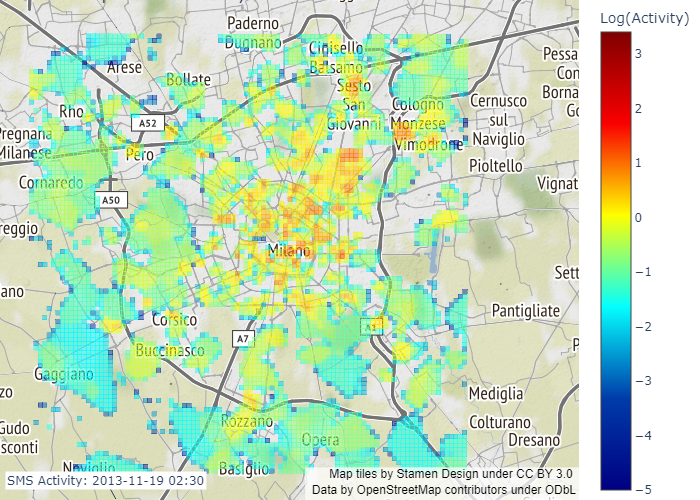 Log(Activity)
Paderno
Dugnano
Cinisello
Balsamo
Sesto
San
Giovanni
Arese
Bollate
Rho
A52
Pregnana
Milanese
Pero
Cologno
Monzese
Vimodrone
Cernusco
sul
Naviglio
Pioltello
Pessa
Con
Borna
Go
Vignat
Cornaredo
A50
reggio
Milano
Sett
ano
Corsico
Pantigliate
A7
A1
P
Buccinasco
Gaggiano
zo
Mediglia
Rozzano
Colturano
Dresano
Gudo
sconti
Opera
Naviglio
Basiglio
SMS Activity: 2013-11-19 02:30
Map tiles by Stamen Design under CC BY 3.0
Data by OpenStreetMap contributors under ODbL
3
2
1
0
−1
−2
−3
−4
−5